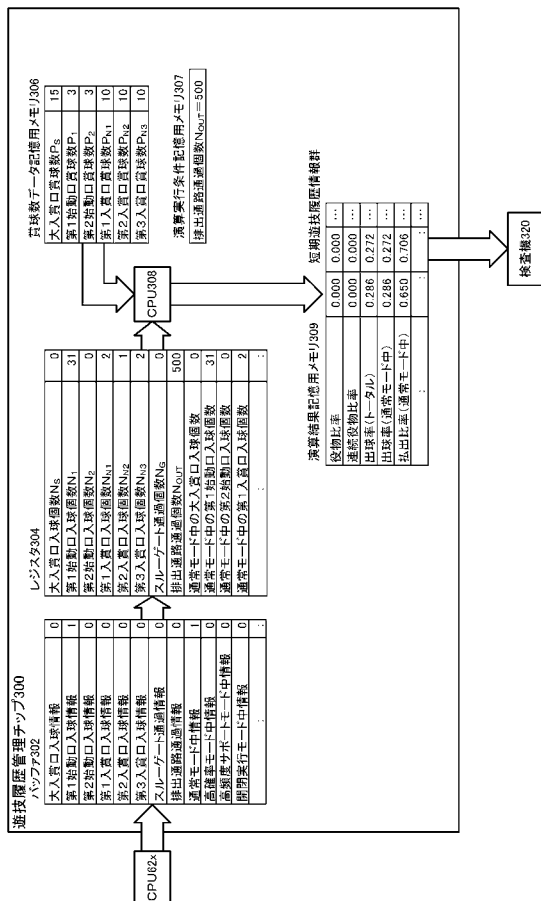 遊技履歴管理チップ300
CPU62x
バッファ302
大入賞口入球情報 0
第1始動口入球情報 1
第2始動口入球情報 0
第1入賞口入球情報 0
第2入賞口入球情報 0
第3入賞口入球情報 0
スルーゲート通過情報 0
排出通路通過情報 0
通常モード中情報 1
高確率モード中情報 0
高頻度サポートモード中情報 0
開閉実行モード中情報 0
:
レジスタ304
大入賞口入球個数NS 0
第1始動口入球個数N1 31
第2始動口入球個数N2 0
第1入賞口入球個数NN1 2
第2入賞口入球個数NN2 1
第3入賞口入球個数NN3 2
スルーゲート通過個数NG 0
排出通路通過個数NOUT 500
通常モード中の大入賞口入球個数 0
通常モード中の第1始動口入球個数 31
通常モード中の第2始動口入球個数 0
通常モード中の第1入賞口入球個数 2
: :
賞球数データ記憶用メモリ306
大入賞口賞球数PS 15
第1始動口賞球数P1 3
第2始動口賞球数P2 3
第1入賞口賞球数PN1 10
第2入賞口賞球数PN2 10
第3入賞口賞球数PN3 10
演算実行条件記憶用メモリ307
排出通路通過個数NOUT=500
CPU308
演算結果記憶用メモリ309
短期遊技履歴情報群
役物比率 0.000 0.000 …
連続役物比率 0.000 0.000 …
出球率(トータル) 0.286 0.272 …
出球率(通常モード中) 0.286 0.272 …
払出比率(通常モード中) 0.650 0.706 …
: : : :
検査機320